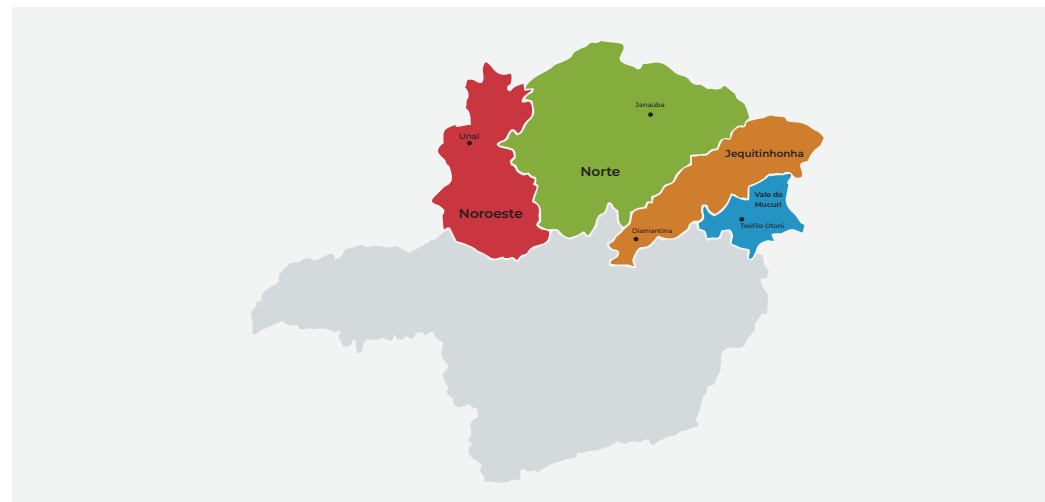 Janaúba
Unaí
Jequitinhonha
Norte
Vale do
Mucuri
Noroeste
Teófilo Otoni
Diamantina